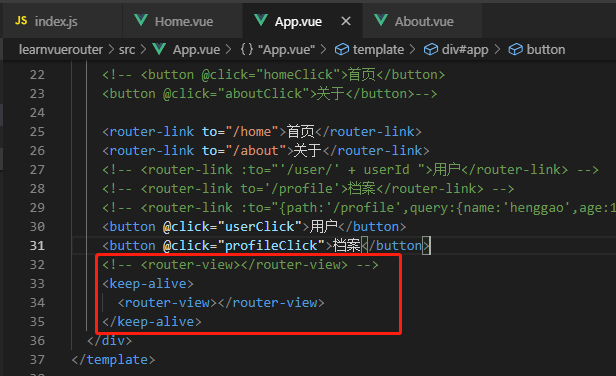 JS index.js Home.vue App.vue × About.vue
learnvuerouter > src > App.vue > {} "App.vue" > template > div#app > button
22 <!-- <button @click="homeClick">首页</button>
23 <button @click="aboutClick">关于</button>-->
24
25 <router-link to="/home">首页</router-link>
26 <router-link to="/about">关于</router-link>
27 <!-- <router-link :to="'/user/' + userId ">用户</router-link> -->
28 <!-- <router-link to='/profile'>档案</router-link> -->
29 <!-- <router-link :to="{path:'/profile',query:{name:'henggao',age:1
30 <button @click="userClick">用户</button>
31 <button @click="profileClick">档案</button>
32 <!-- <router-view></router-view> -->
33 <keep-alive>
34 <router-view></router-view>
35 </keep-alive>
36 </div>
37 </template>